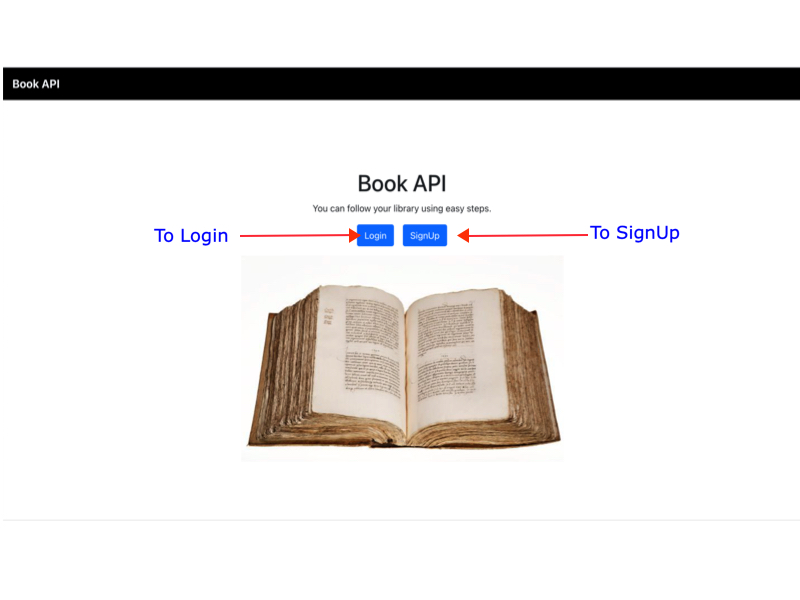 Book API
Book API
You can follow your library using easy steps.
To Login
Login
SignUp
To SignUp